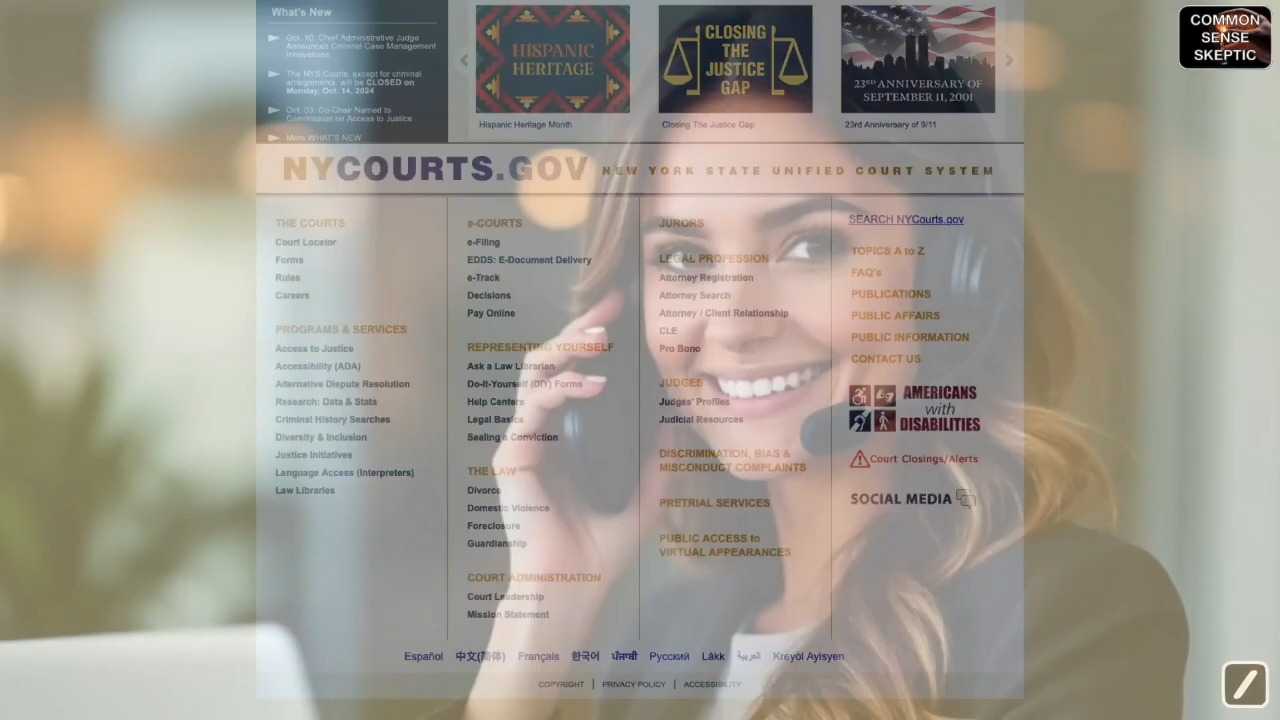 What's New
Oct. 10: Chief Administrative Judge
Announces Criminal Case Management
Innovations
The NYS Courts, except for criminal
arraignments, will be CLOSED on
Monday, Oct. 14, 2024
Oct. 03: Co-Chair Named to
Commission on Access to Justice
More WHAT'S NEW
HISPANIC
HERITAGE
Hispanic Heritage Month
CLOSING
THE
JUSTICE
GAP
Closing The Justice Gap
23RD ANNIVERSARY OF
SEPTEMBER 11, 2001
23rd Anniversary of 9/11
COMMON
SENSE
SKEPTIC
NYCOURTS.GOV NEW YORK STATE UNIFIED COURT SYSTEM
THE COURTS
Court Locator
Forms
Rules
Careers
PROGRAMS & SERVICES
Access to Justice
Accessibility (ADA)
Alternative Dispute Resolution
Research: Data & Stats
Criminal History Searches
Diversity & Inclusion
Justice Initiatives
Language Access (Interpreters)
Law Libraries
e-COURTS
e-Filing
EDDS: E-Document Delivery
e-Track
Decisions
Pay Online
REPRESENTING YOURSELF
Ask a Law Librarian
Do-It-Yourself (DIY) Forms
Help Centers
Legal Basics
Sealing a Conviction
THE LAW
Divorce
Domestic Violence
Foreclosure
Guardianship
COURT ADMINISTRATION
Court Leadership
Mission Statement
JURORS
LEGAL PROFESSION
Attorney Registration
Attorney Search
Attorney / Client Relationship
CLE
Pro Bono
JUDGES
Judges' Profiles
Judicial Resources
DISCRIMINATION, BIAS &
MISCONDUCT COMPLAINTS
PRETRIAL SERVICES
PUBLIC ACCESS to
VIRTUAL APPEARANCES
SEARCH NYCourts.gov
TOPICS A to Z
FAQ's
PUBLICATIONS
PUBLIC AFFAIRS
PUBLIC INFORMATION
CONTACT US
AMERICANS
with
DISABILITIES
Court Closings/Alerts
SOCIAL MEDIA
Español 中文(簡体) Français 한국어 ਪੰਜਾਬੀ Русский Làkk العربية Kreyòl Ayisyen
COPYRIGHT | PRIVACY POLICY | ACCESSIBILITY